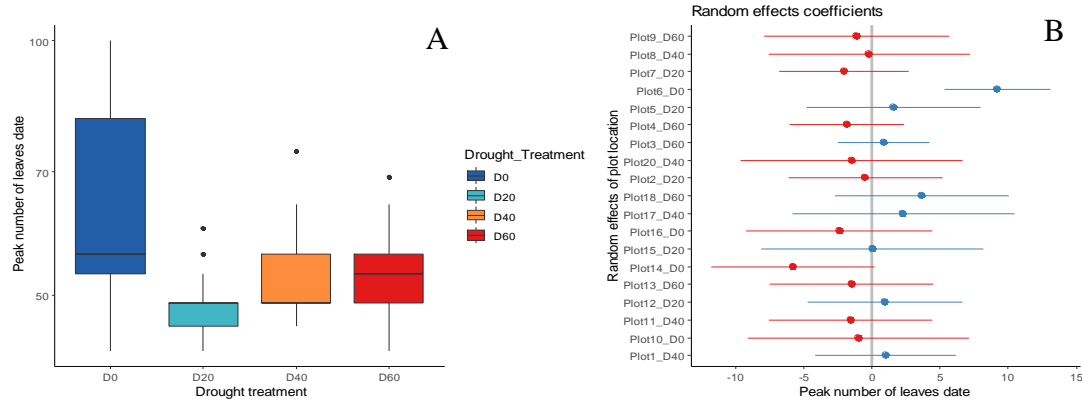 A
100
70
50
Peak number of leaves date
D0
D20
D40
D60
Drought treatment
Drought_Treatment
D0
D20
D40
D60
Random effects coefficients
B
Random effects of plot location
Plot9_D60
Plot8_D40
Plot7_D20
Plot6_D0
Plot5_D20
Plot4_D60
Plot3_D60
Plot20_D40
Plot2_D20
Plot18_D60
Plot17_D40
Plot16_D0
Plot15_D20
Plot14_D0
Plot13_D60
Plot12_D20
Plot11_D40
Plot10_D0
Plot1_D40
-10
-5
0
5
10
15
Peak number of leaves date